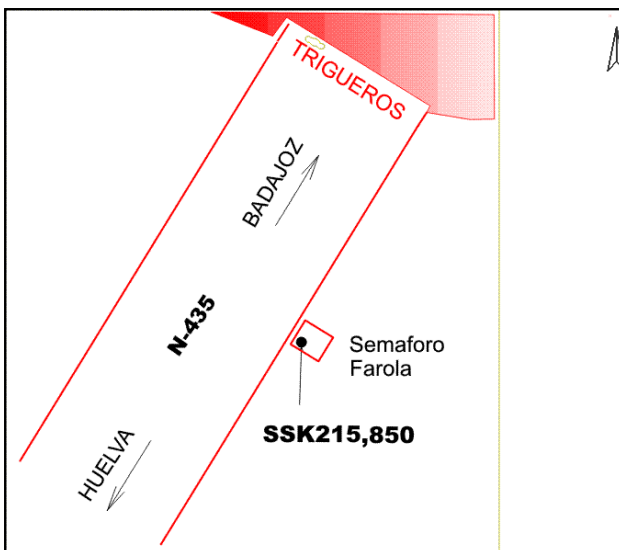 TRIGUEROS
BADAJOZ
N-435
Semaforo
Farola
SSK215,850
HUELVA